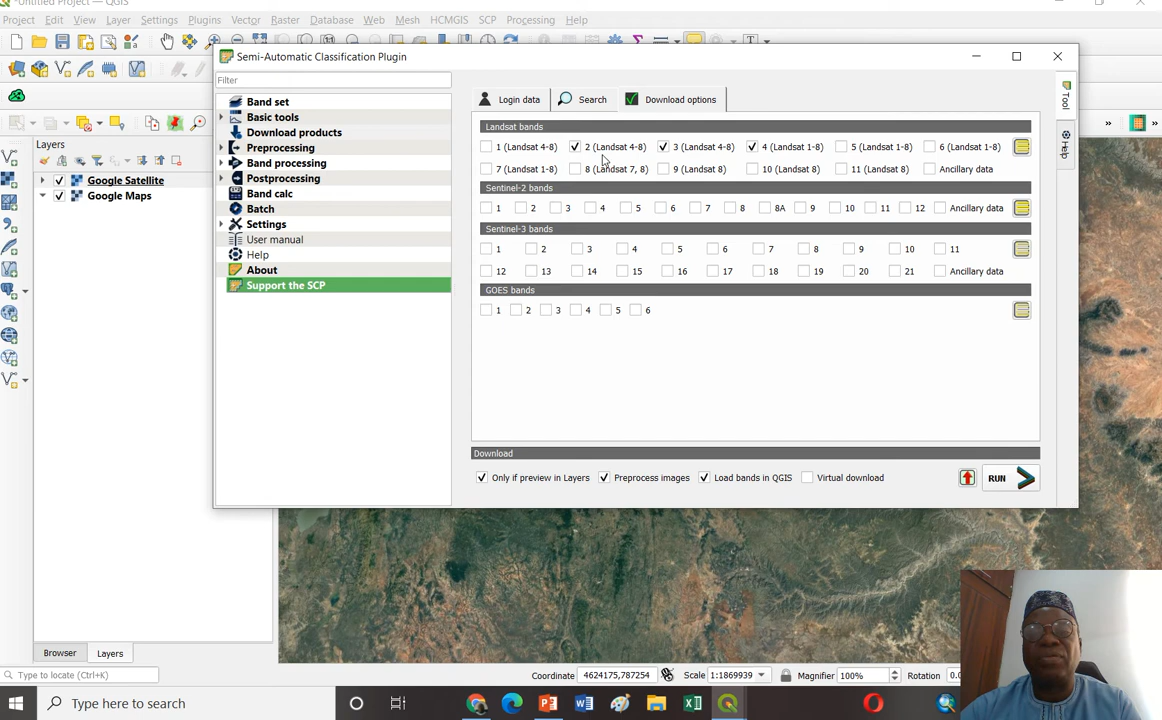 *Untitled Project — QGIS
Project Edit View Layer Settings Plugins Vector Raster Database Web Mesh HCMGIS SCP Processing Help
Semi-Automatic Classification Plugin
Filter
Band set
Basic tools
Download products
Preprocessing
Band processing
Postprocessing
Band calc
Batch
Settings
User manual
Help
About
Support the SCP
Login data Search Download options
Landsat bands
1 (Landsat 4-8) 2 (Landsat 4-8) 3 (Landsat 4-8) 4 (Landsat 1-8) 5 (Landsat 1-8) 6 (Landsat 1-8)
7 (Landsat 1-8) 8 (Landsat 7, 8) 9 (Landsat 8) 10 (Landsat 8) 11 (Landsat 8) Ancillary data
Sentinel-2 bands
1 2 3 4 5 6 7 8 8A 9 10 11 12 Ancillary data
Sentinel-3 bands
1 2 3 4 5 6 7 8 9 10 11
12 13 14 15 16 17 18 19 20 21 Ancillary data
GOES bands
1 2 3 4 5 6
Download
Only if preview in Layers Preprocess images Load bands in QGIS Virtual download RUN
Tool
Help
Layers
Google Satellite
Google Maps
Browser Layers
Type to locate (Ctrl+K) Coordinate 4624175,787254 Scale 1:1869939 Magnifier 100% Rotation 0.0
Type here to search